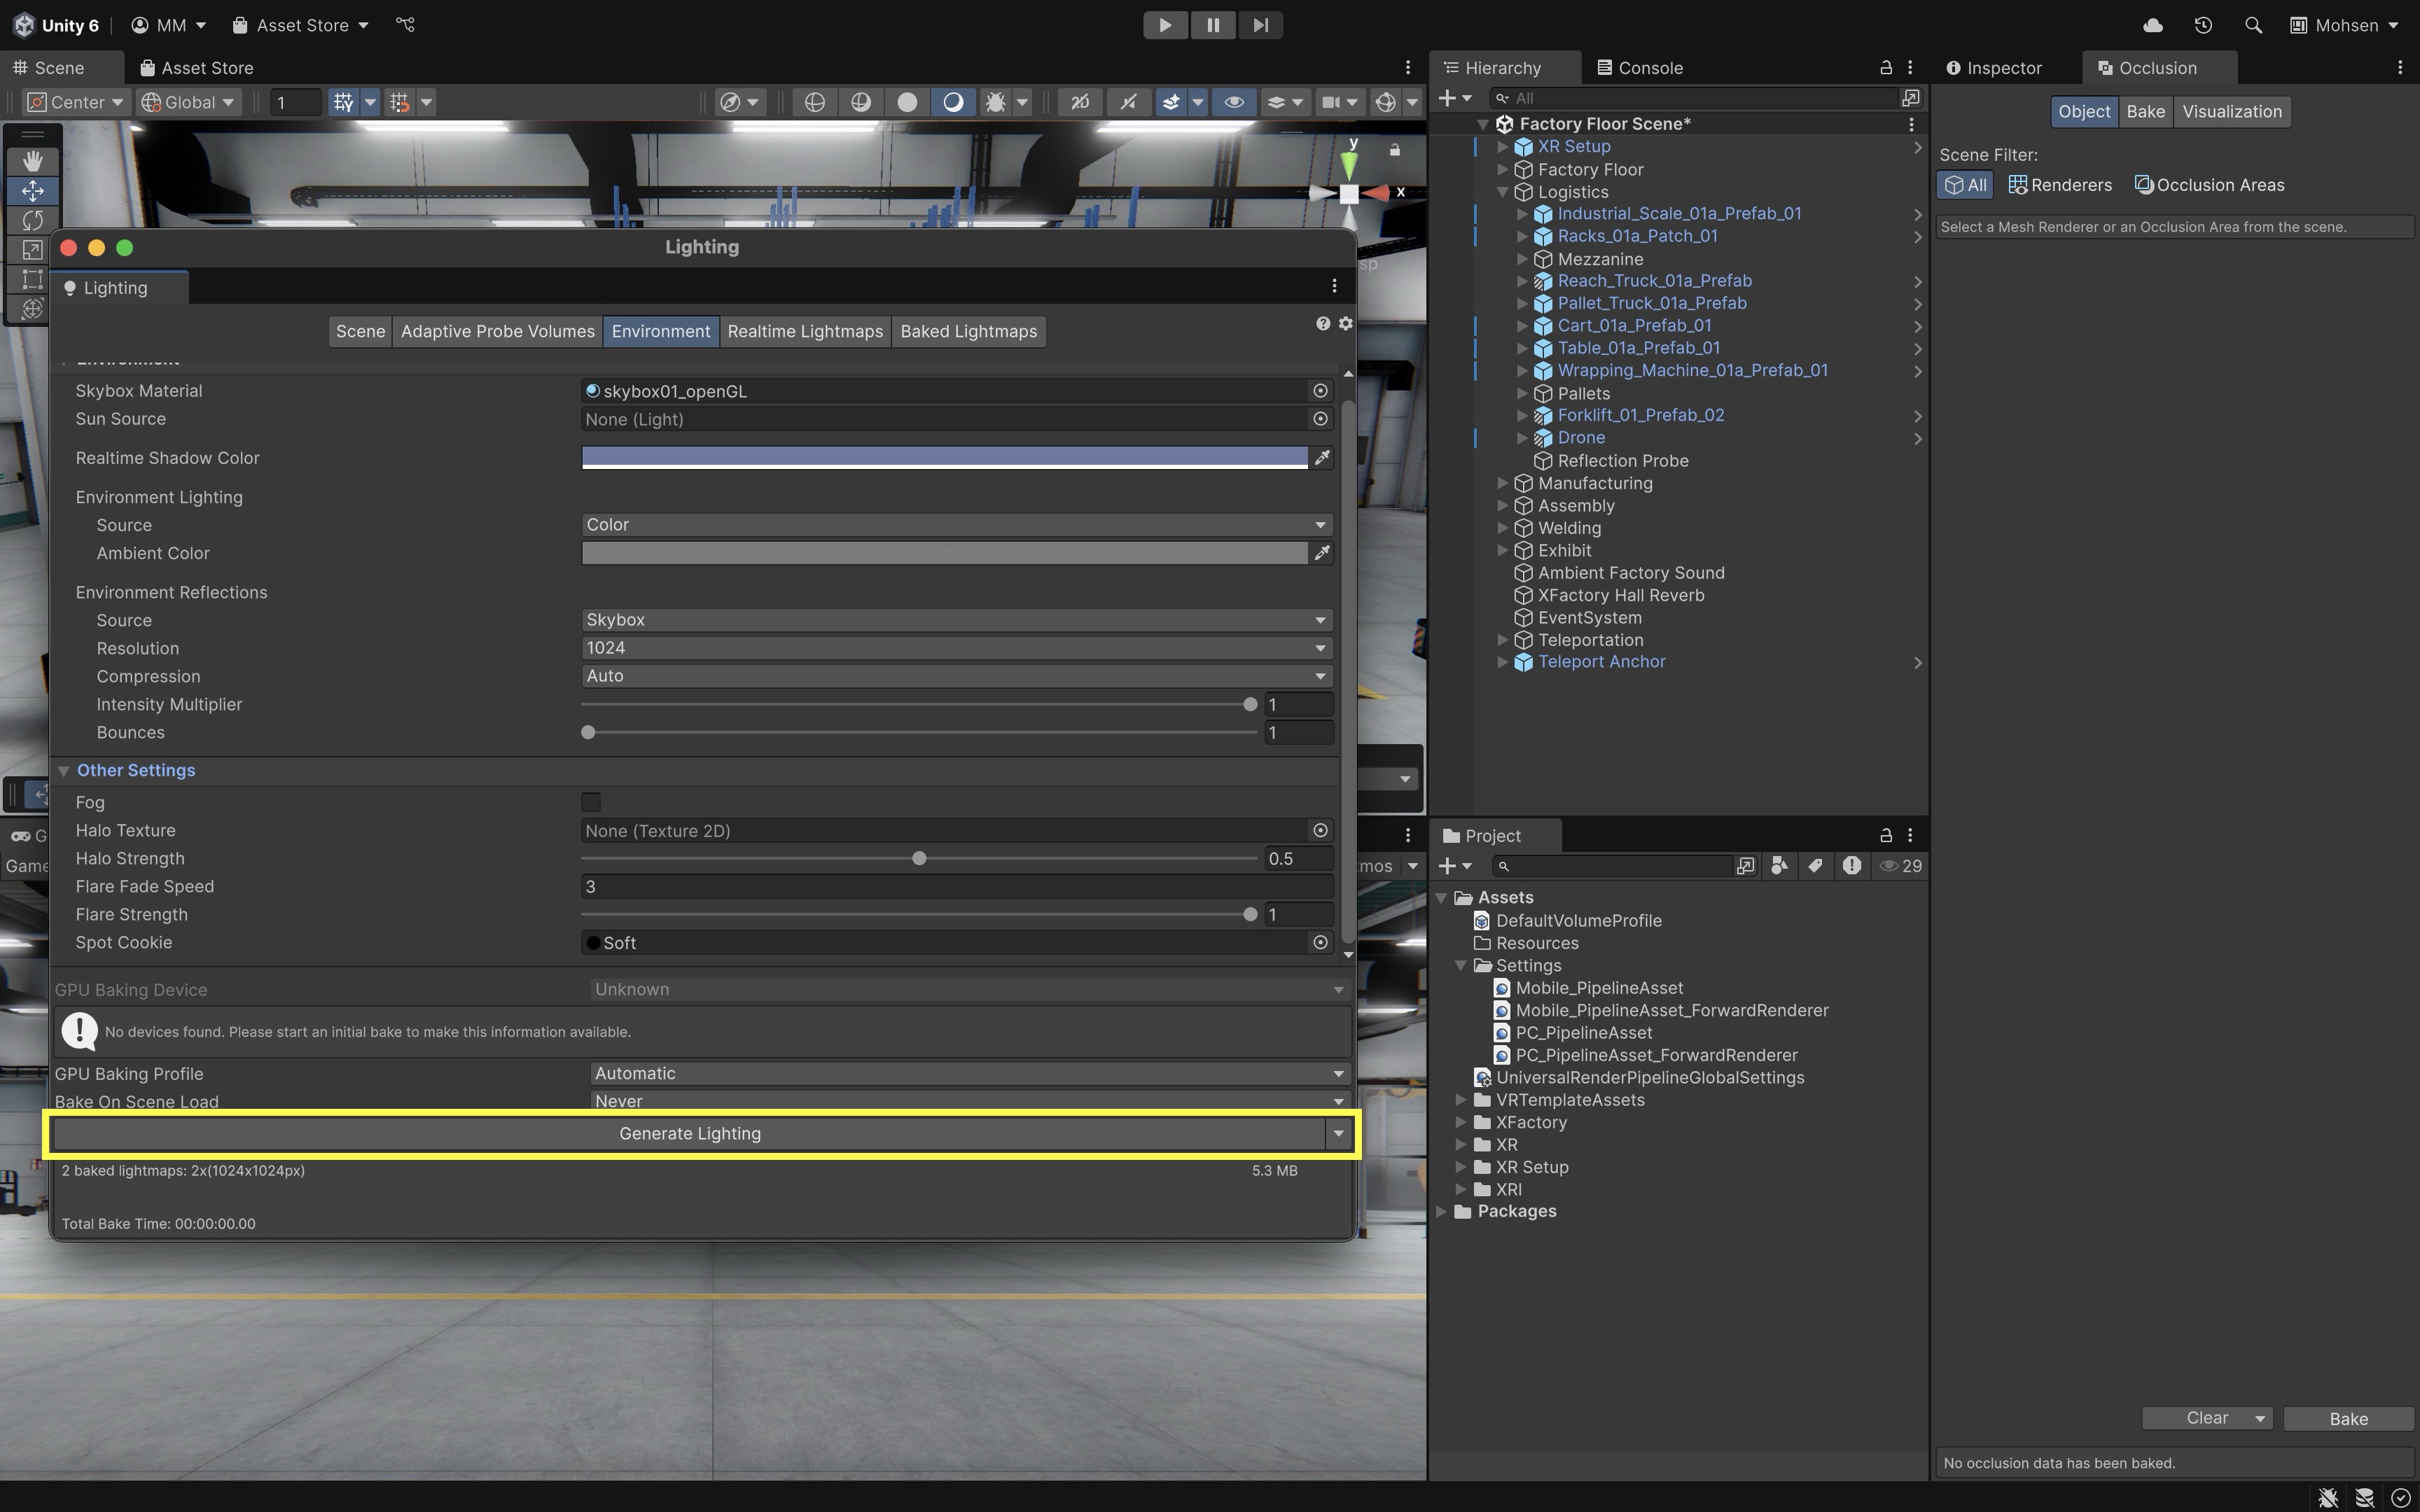 Unity 6 MM Asset Store Mohsen
Scene Asset Store
Center Global 1
2D
y
x
sp
Lighting
Lighting
Scene Adaptive Probe Volumes Environment Realtime Lightmaps Baked Lightmaps
Environment
Skybox Material skybox01_openGL
Sun Source None (Light)
Realtime Shadow Color
Environment Lighting
Source Color
Ambient Color HDR
Environment Reflections
Source Skybox
Resolution 1024
Compression Auto
Intensity Multiplier 1
Bounces 1
Other Settings
Fog
Halo Texture None (Texture 2D)
Halo Strength 0.5
Flare Fade Speed 3
Flare Strength 1
Spot Cookie Soft
GPU Baking Device Unknown
No devices found. Please start an initial bake to make this information available.
GPU Baking Profile Automatic
Bake On Scene Load Never
Generate Lighting
2 baked lightmaps: 2x(1024x1024px) 5.3 MB
Total Bake Time: 00:00:00.00
G
Game
mos
Hierarchy Console
All
Factory Floor Scene*
XR Setup
Factory Floor
Logistics
Industrial_Scale_01a_Prefab_01
Racks_01a_Patch_01
Mezzanine
Reach_Truck_01a_Prefab
Pallet_Truck_01a_Prefab
Cart_01a_Prefab_01
Table_01a_Prefab_01
Wrapping_Machine_01a_Prefab_01
Pallets
Forklift_01_Prefab_02
Drone
Reflection Probe
Manufacturing
Assembly
Welding
Exhibit
Ambient Factory Sound
XFactory Hall Reverb
EventSystem
Teleportation
Teleport Anchor
Project
29
Assets
DefaultVolumeProfile
Resources
Settings
Mobile_PipelineAsset
Mobile_PipelineAsset_ForwardRenderer
PC_PipelineAsset
PC_PipelineAsset_ForwardRenderer
UniversalRenderPipelineGlobalSettings
VRTemplateAssets
XFactory
XR
XR Setup
XRI
Packages
Inspector Occlusion
Object Bake Visualization
Scene Filter:
All Renderers Occlusion Areas
Select a Mesh Renderer or an Occlusion Area from the scene.
Clear Bake
No occlusion data has been baked.